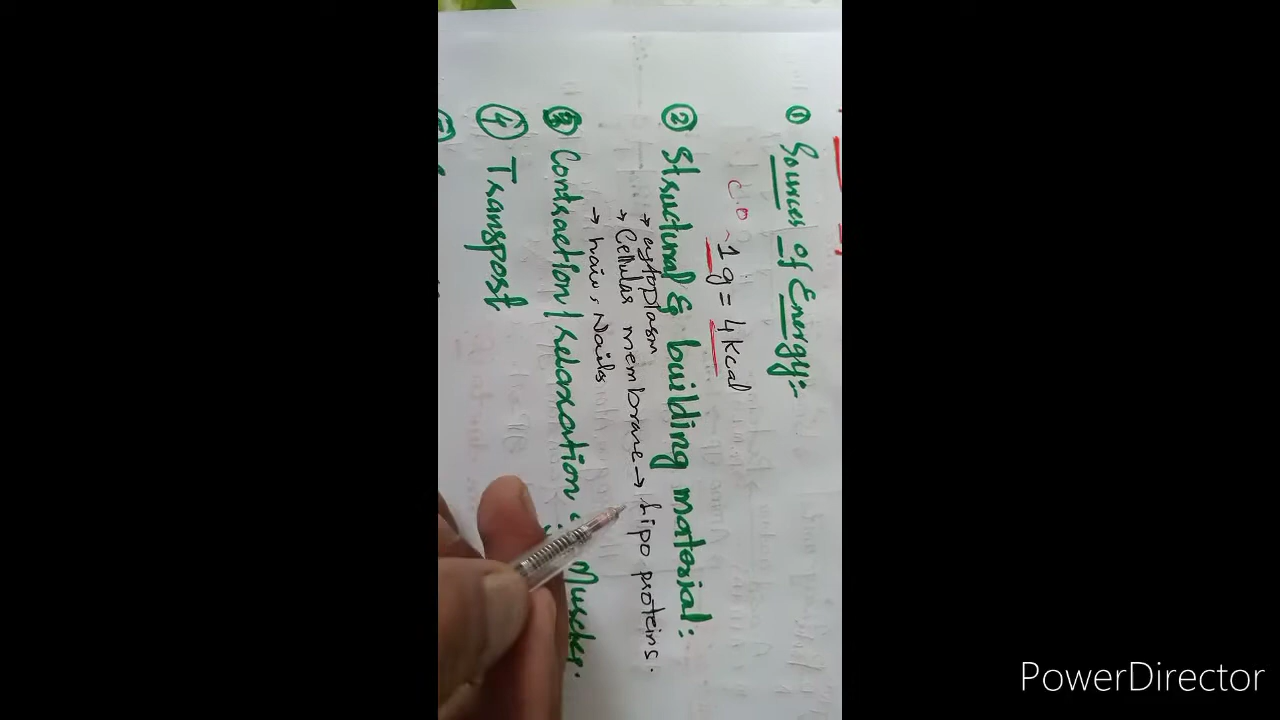 ① Sources of Energy:-
C.O ~ 1g = 4kcal
② Structural & building material:
→ cytoplasm
→ Cellular membrane → Lipo proteins.
→ hair, Nails
③ Contraction / relaxation Muscles.
④ Transport
PowerDirector